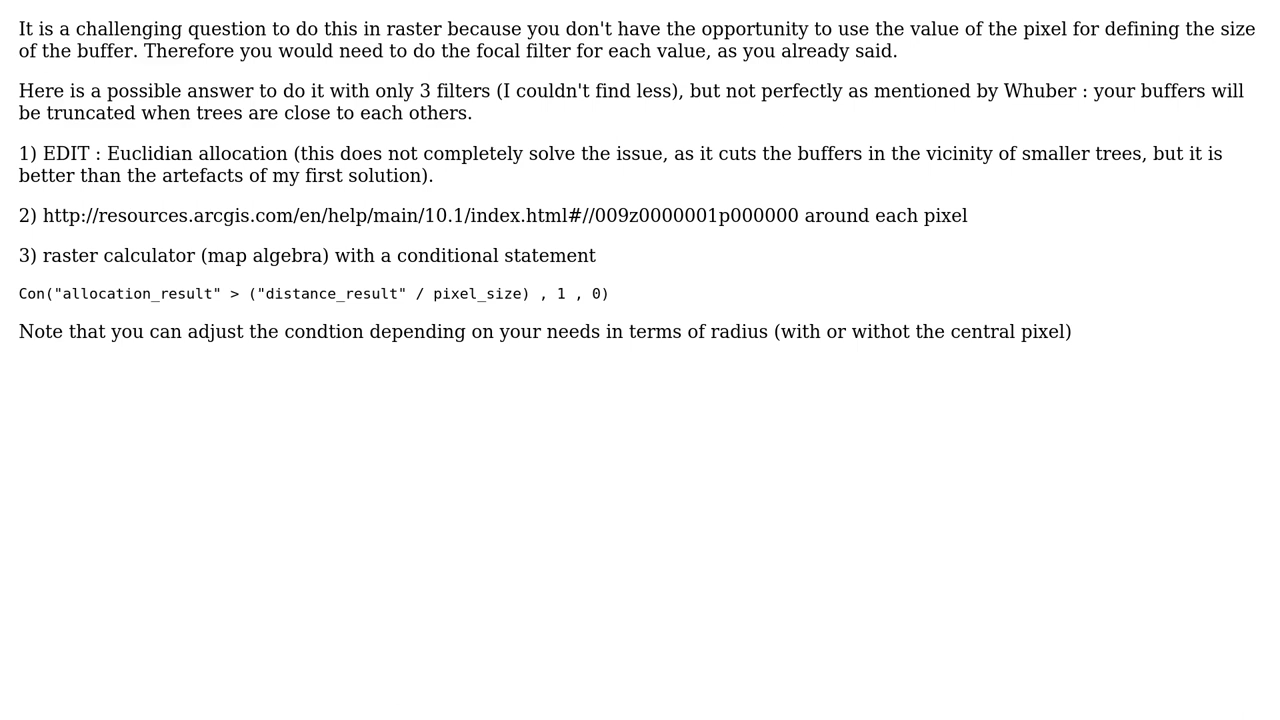 It is a challenging question to do this in raster because you don't have the opportunity to use the value of the pixel for defining the size
of the buffer. Therefore you would need to do the focal filter for each value, as you already said.
Here is a possible answer to do it with only 3 filters (I couldn't find less), but not perfectly as mentioned by Whuber : your buffers will
be truncated when trees are close to each others.
1) EDIT : Euclidian allocation (this does not completely solve the issue, as it cuts the buffers in the vicinity of smaller trees, but it is
better than the artefacts of my first solution).
2) http://resources.arcgis.com/en/help/main/10.1/index.html#//009z0000001p000000 around each pixel
3) raster calculator (map algebra) with a conditional statement
Con("allocation_result" > ("distance_result" / pixel_size) , 1 , 0)
Note that you can adjust the condtion depending on your needs in terms of radius (with or withot the central pixel)